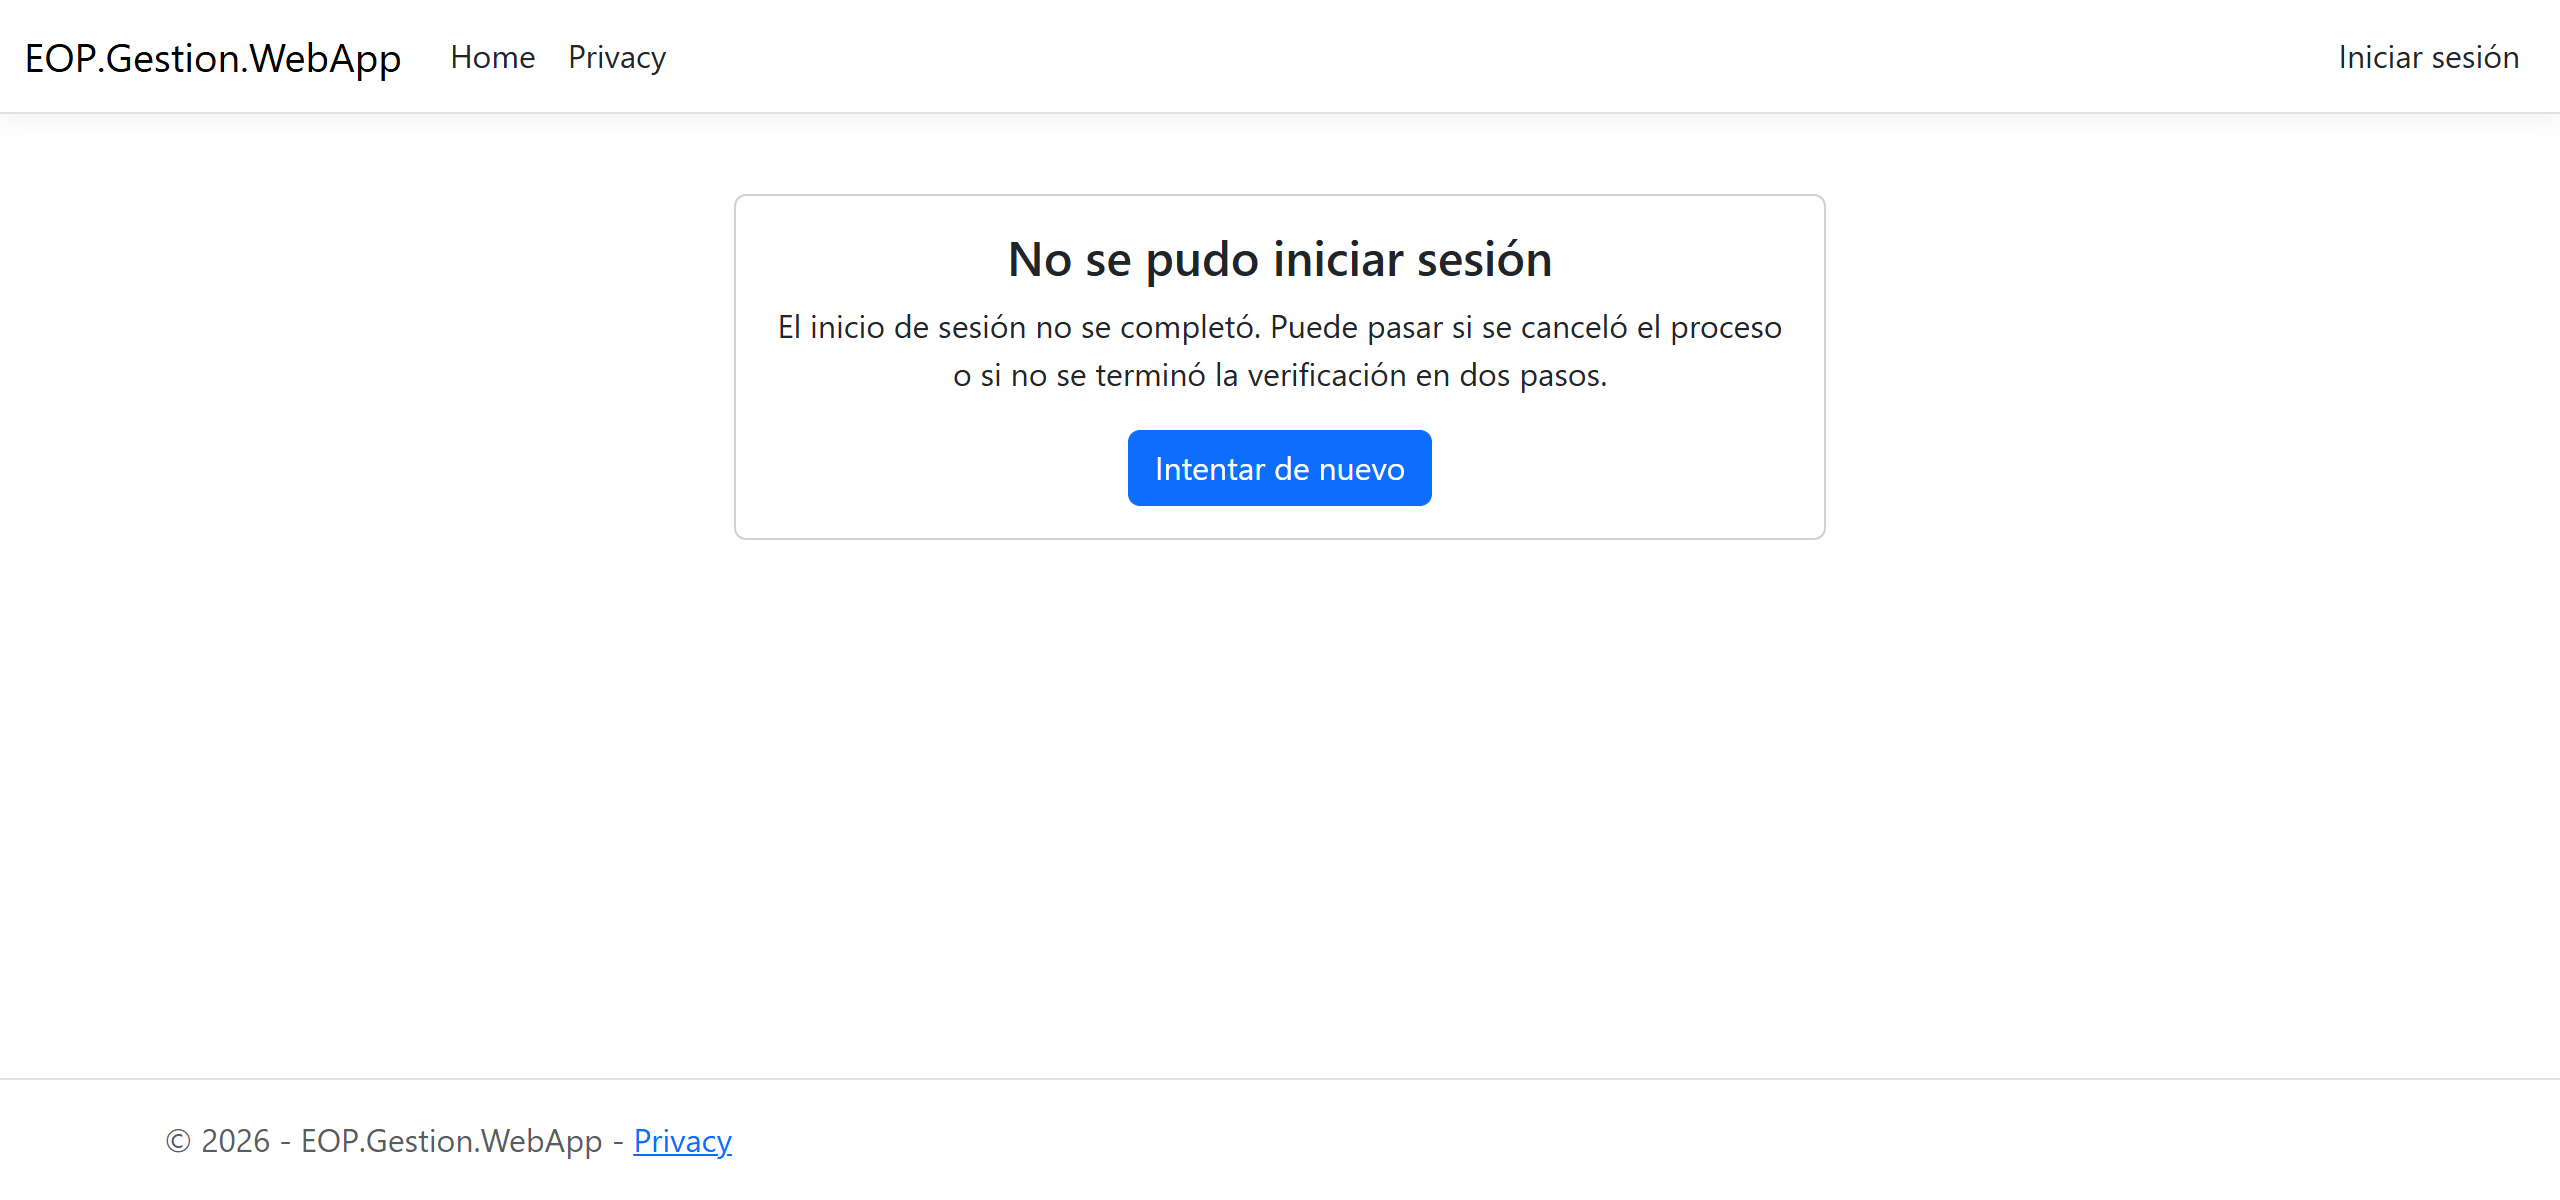 EOP.Gestion.WebApp Home Privacy Iniciar sesión
No se pudo iniciar sesión
El inicio de sesión no se completó. Puede pasar si se canceló el proceso
o si no se terminó la verificación en dos pasos.
Intentar de nuevo
© 2026 - EOP.Gestion.WebApp - Privacy